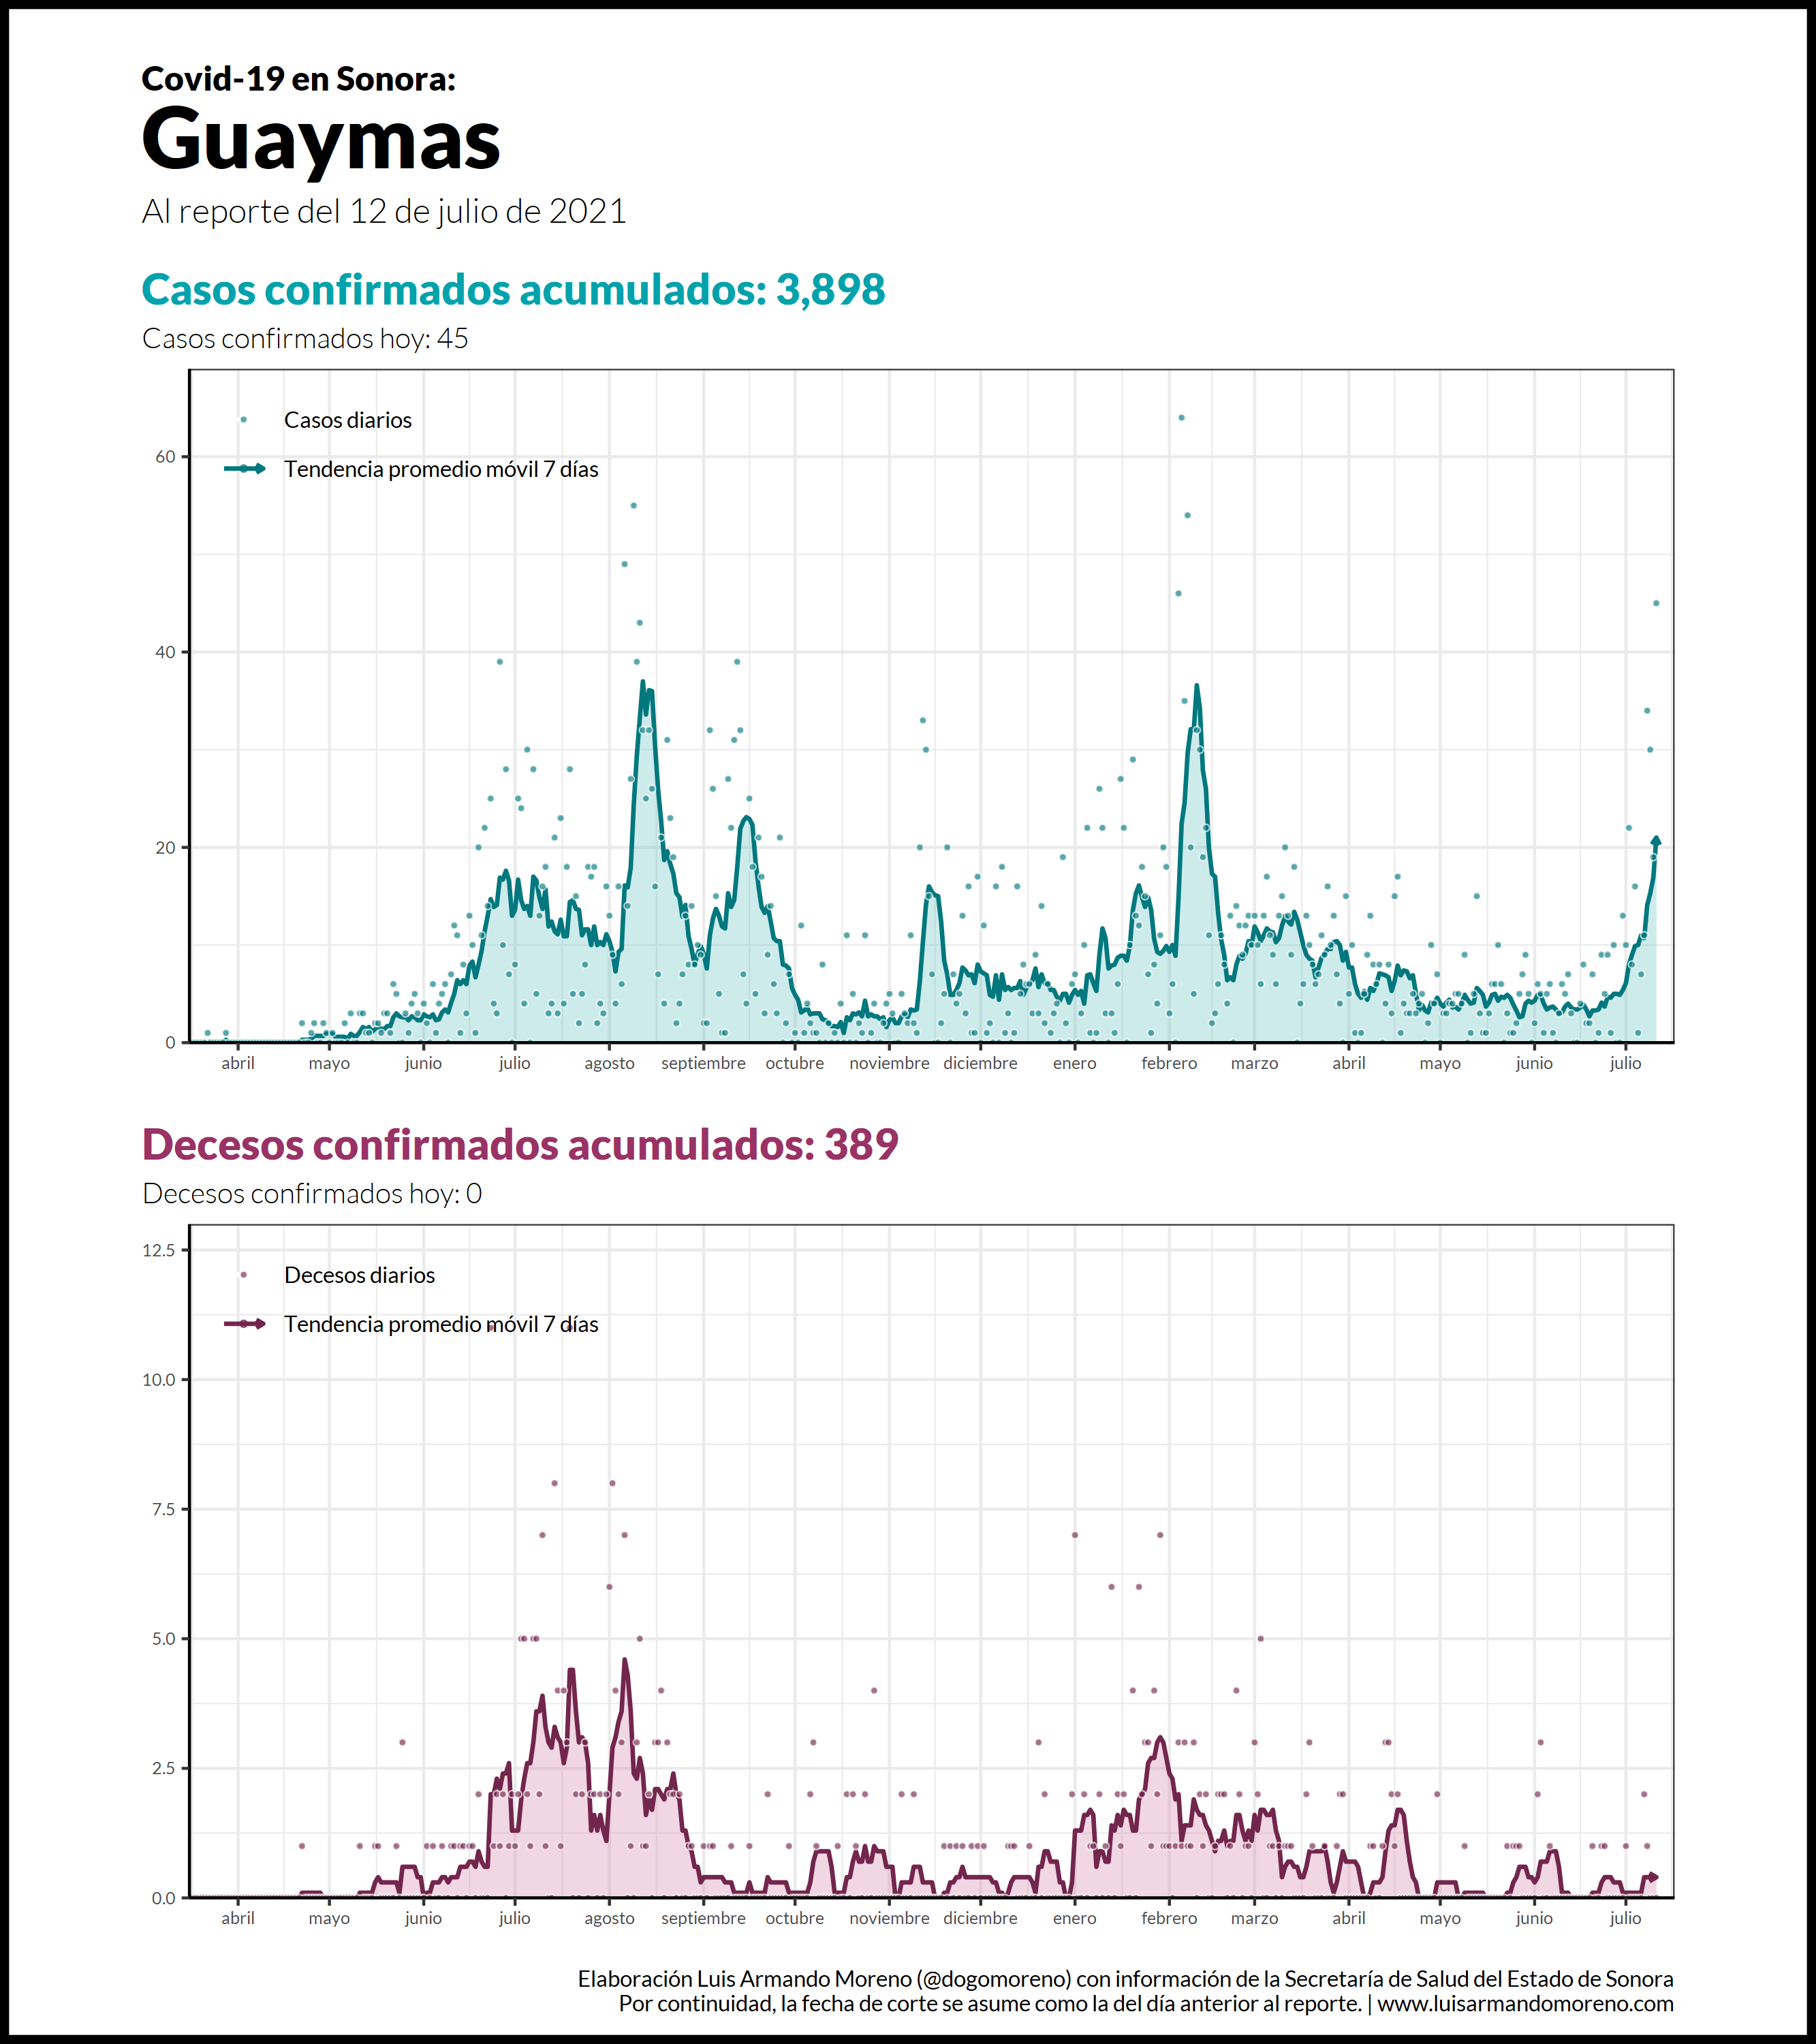 Covid-19 en Sonora:
Guaymas
Al reporte del 12 de julio de 2021
Casos confirmados acumulados: 3,898
Casos confirmados hoy: 45
Casos diarios
Tendencia promedio móvil 7 días
60
40
20
0
abril mayo junio julio agosto septiembre octubre noviembre diciembre enero febrero marzo abril mayo junio julio
Decesos confirmados acumulados: 389
Decesos confirmados hoy: 0
12.5
Decesos diarios
Tendencia promedio móvil 7 días
10.0
7.5
5.0
2.5
0.0
abril mayo junio julio agosto septiembre octubre noviembre diciembre enero febrero marzo abril mayo junio julio
Elaboración Luis Armando Moreno (@dogomoreno) con información de la Secretaría de Salud del Estado de Sonora
Por continuidad, la fecha de corte se asume como la del día anterior al reporte. | www.luisarmandomoreno.com